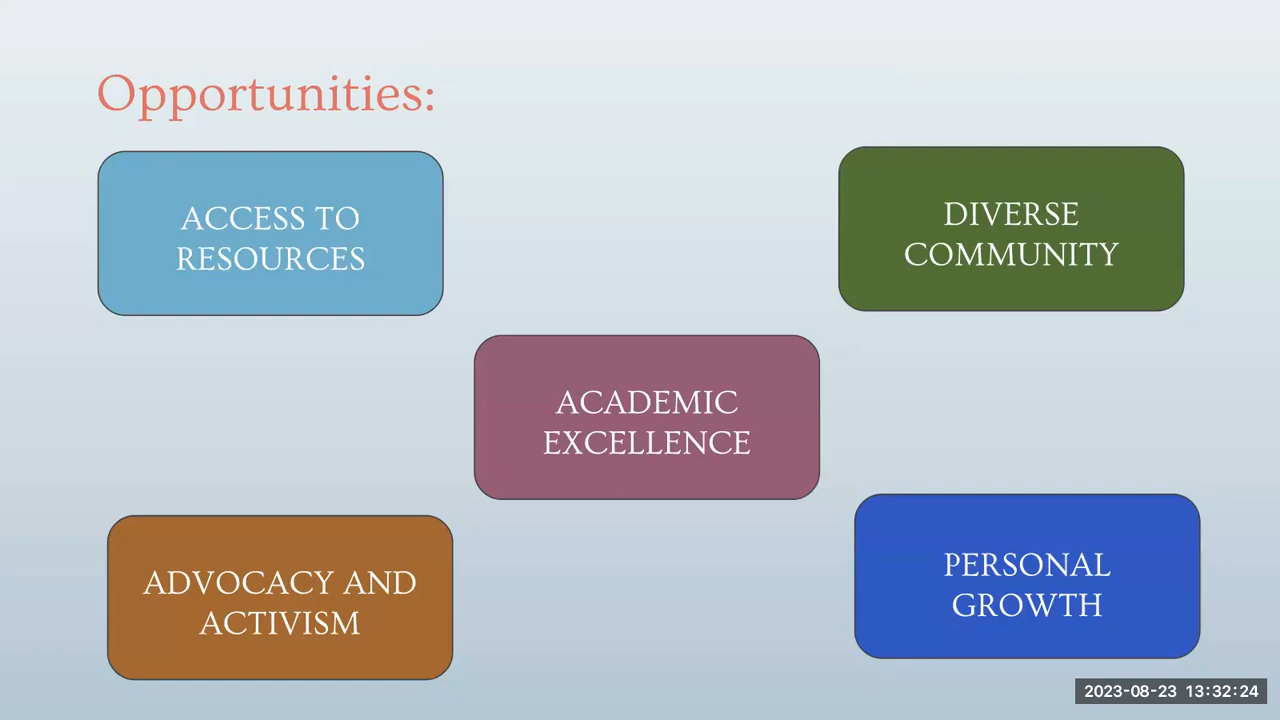 Opportunities:
ACCESS TO
RESOURCES
DIVERSE
COMMUNITY
ACADEMIC
EXCELLENCE
ADVOCACY AND
ACTIVISM
PERSONAL
GROWTH
2023-08-23 13:32:24